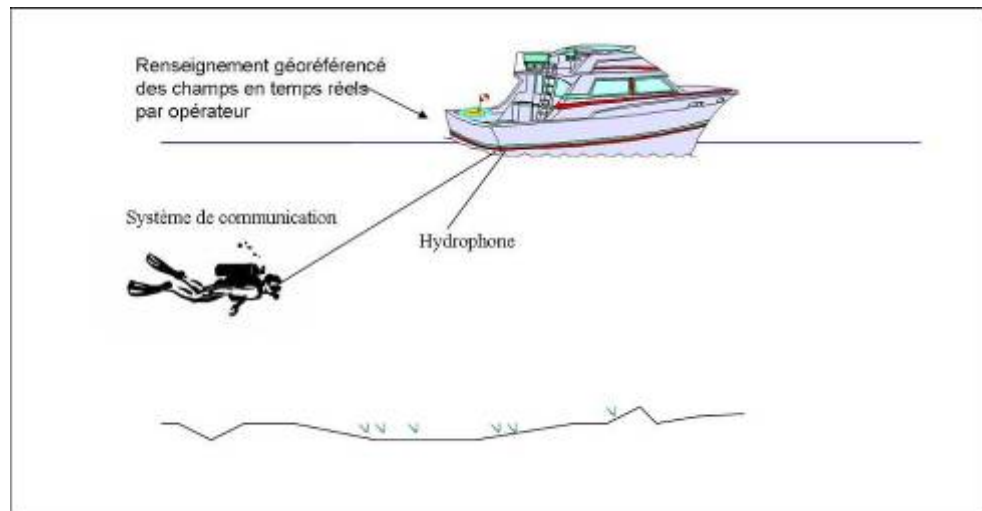 Renseignement géoréférencé
des champs en temps réels
par opérateur
Système de communication
Hydrophone